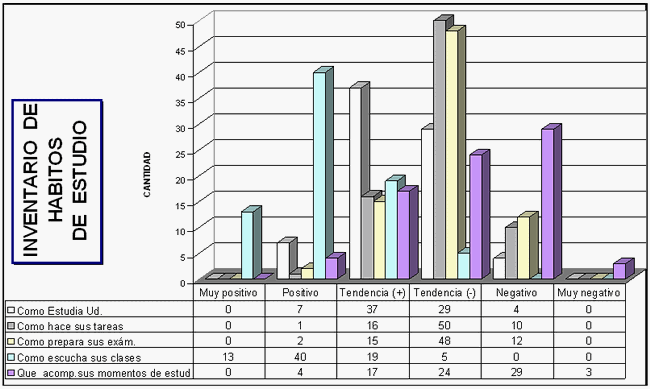 INVENTARIO DE
HABITOS
DE ESTUDIO
CANTIDAD
50
45
40
35
30
25
20
15
10
5
0
Muy positivo Positivo Tendencia (+) Tendencia (-) Negativo Muy negativo
Como Estudia Ud. 0 7 37 29 4 0
Como hace sus tareas 0 1 16 50 10 0
Como prepara sus exám. 0 2 15 48 12 0
Como escucha sus clases 13 40 19 5 0 0
Que acomp.sus momentos de estud 0 4 17 24 29 3